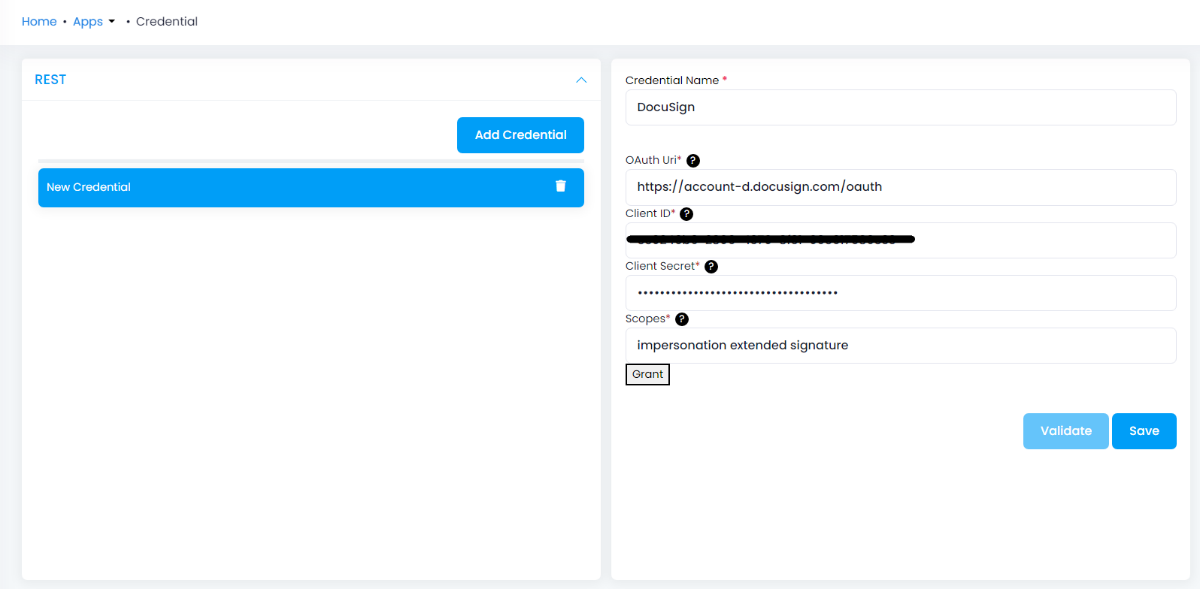 Home • Apps • Credential
REST
Add Credential
New Credential
Credential Name *
DocuSign
OAuth Uri* ?
https://account-d.docusign.com/oauth
Client ID* ?
Client Secret* ?
••••••••••••••••••••••••••••••••••••
Scopes* ?
impersonation extended signature
Grant
Validate
Save